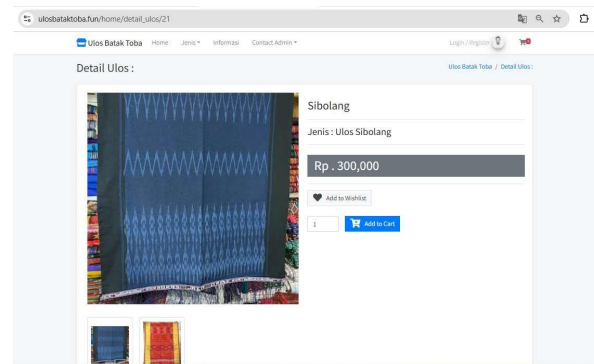 ulosbataktoba.fun/home/detail_ulos/21
Ulos Batak Toba Home Jenis Informasi Contact Admin Login / Register 0
Detail Ulos :
Ulos Batak Toba / Detail Ulos :
Sibolang
Jenis : Ulos Sibolang
Rp . 300,000
Add to Wishlist
1
Add to Cart